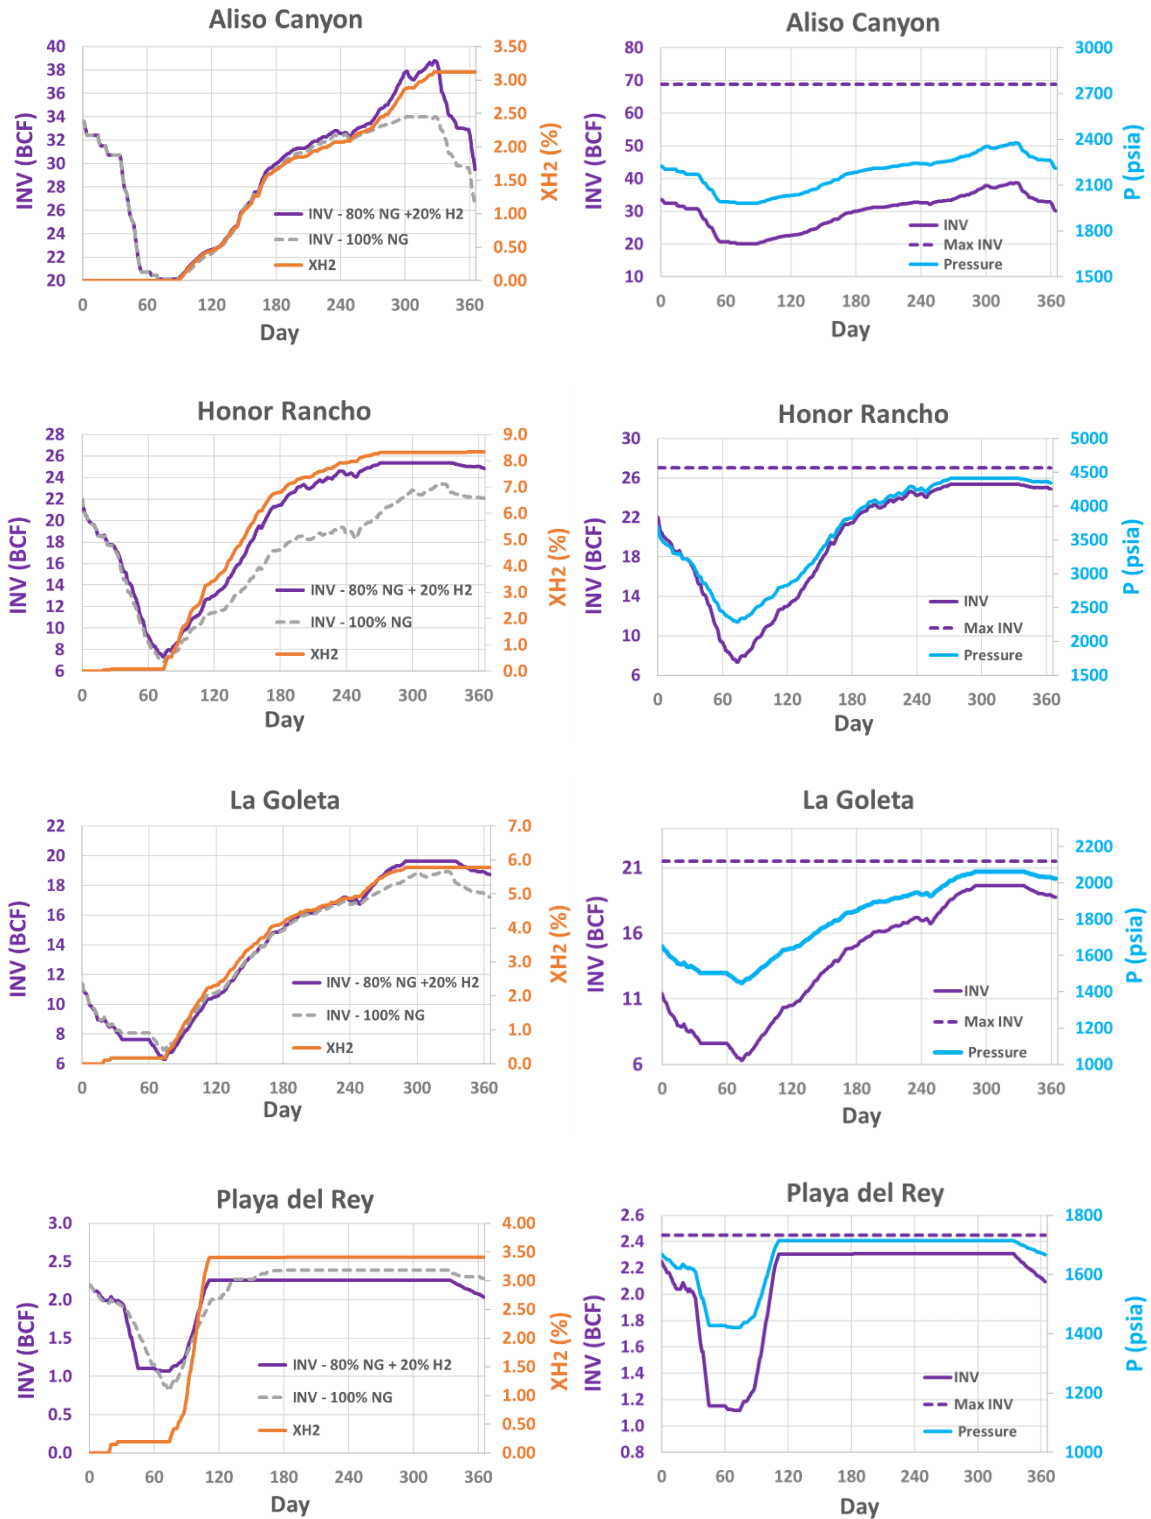 Aliso Canyon
INV (BCF)
40
38
36
34
32
30
28
26
24
22
20
3.50
3.00
2.50
2.00
1.50
1.00
0.50
0.00
XH2 (%)
INV - 80% NG +20% H2
INV - 100% NG
XH2
0 60 120 180 240 300 360
Day
Aliso Canyon
INV (BCF)
80
70
60
50
40
30
20
10
3000
2700
2400
2100
1800
1500
P (psia)
INV
Max INV
Pressure
0 60 120 180 240 300 360
Day
Honor Rancho
INV (BCF)
28
26
24
22
20
18
16
14
12
10
8
6
9.0
8.0
7.0
6.0
5.0
4.0
3.0
2.0
1.0
0.0
XH2 (%)
INV - 80% NG + 20% H2
INV - 100% NG
XH2
0 60 120 180 240 300 360
Day
Honor Rancho
INV (BCF)
30
26
22
18
14
10
6
5000
4500
4000
3500
3000
2500
2000
1500
P (psia)
INV
Max INV
Pressure
0 60 120 180 240 300 360
Day
La Goleta
INV (BCF)
22
20
18
16
14
12
10
8
6
7.0
6.0
5.0
4.0
3.0
2.0
1.0
0.0
XH2 (%)
INV - 80% NG +20% H2
INV - 100% NG
XH2
0 60 120 180 240 300 360
Day
La Goleta
INV (BCF)
21
16
11
6
2200
2000
1800
1600
1400
1200
1000
P (psia)
INV
Max INV
Pressure
0 60 120 180 240 300 360
Day
Playa del Rey
INV (BCF)
3.0
2.5
2.0
1.5
1.0
0.5
0.0
4.00
3.50
3.00
2.50
2.00
1.50
1.00
0.50
0.00
XH2 (%)
INV - 80% NG + 20% H2
INV - 100% NG
XH2
0 60 120 180 240 300 360
Day
Playa del Rey
INV (BCF)
2.6
2.4
2.2
2.0
1.8
1.6
1.4
1.2
1.0
0.8
1800
1600
1400
1200
1000
P (psia)
INV
Max INV
Pressure
0 60 120 180 240 300 360
Day